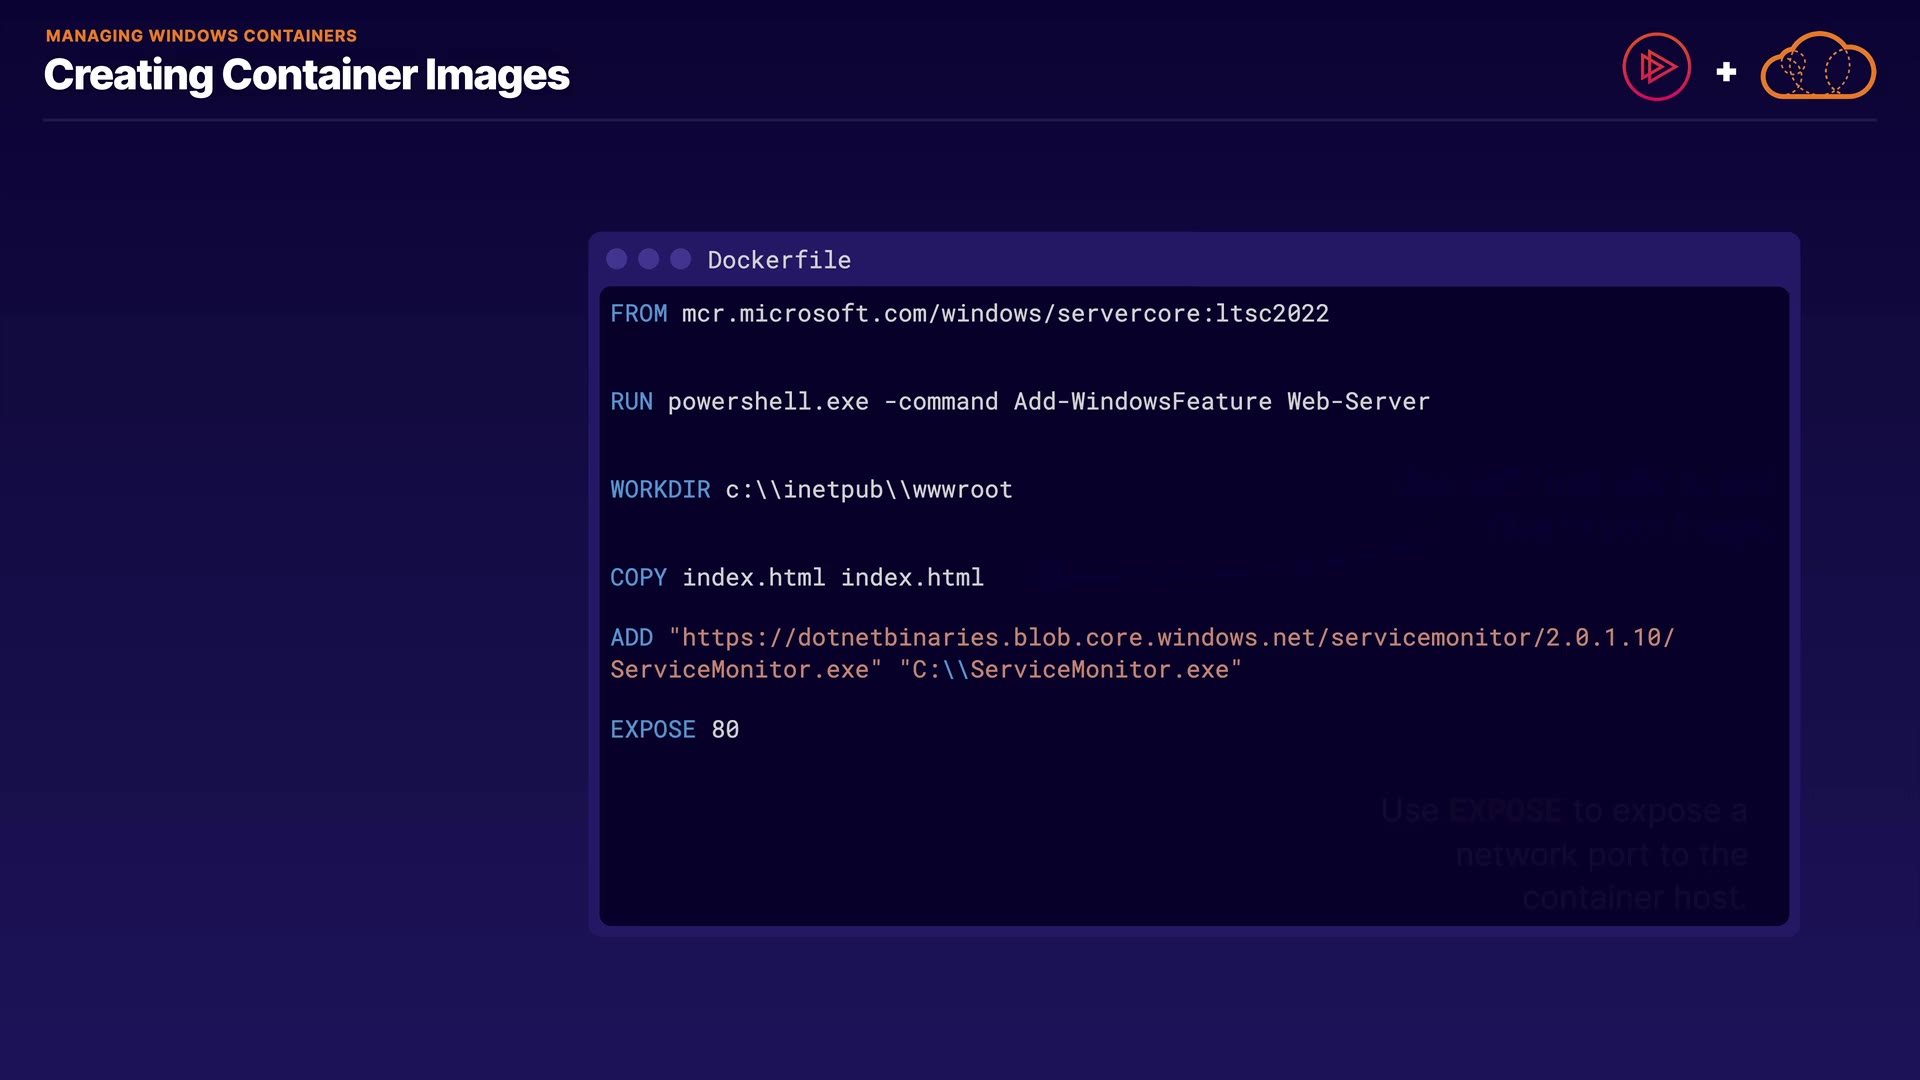 MANAGING WINDOWS CONTAINERS
Creating Container Images
Dockerfile
FROM mcr.microsoft.com/windows/servercore:ltsc2022
RUN powershell.exe -command Add-WindowsFeature Web-Server
WORKDIR c:\\inetpub\\wwwroot
COPY index.html index.html
ADD "https://dotnetbinaries.blob.core.windows.net/servicemonitor/2.0.1.10/
ServiceMonitor.exe" "C:\\ServiceMonitor.exe"
EXPOSE 80
Use EXPOSE to expose a
network port to the
container host.